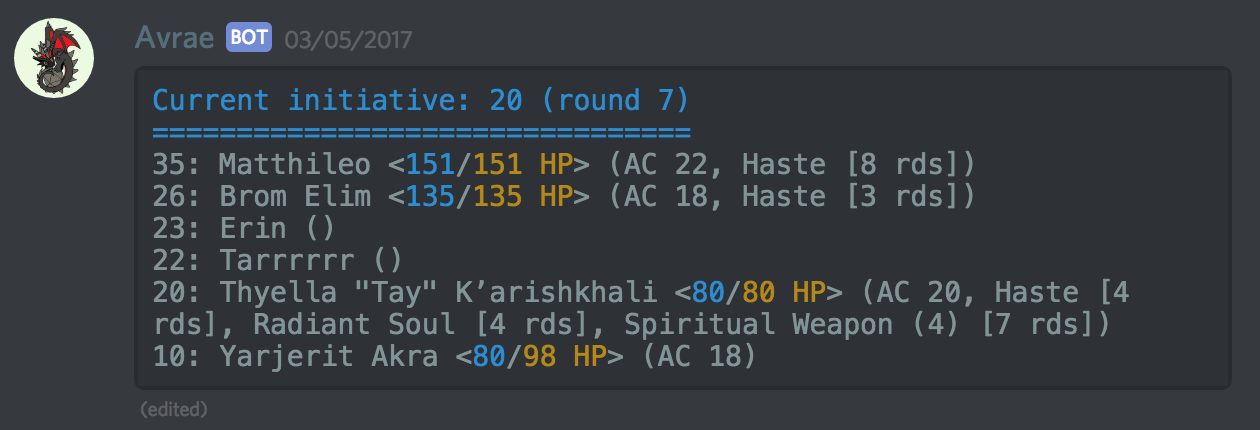 Avrae BOT 03/05/2017
Current initiative: 20 (round 7)
================================
35: Matthileo <151/151 HP> (AC 22, Haste [8 rds])
26: Brom Elim <135/135 HP> (AC 18, Haste [3 rds])
23: Erin ()
22: Tarrrrrr ()
20: Thyella "Tay" K’arishkhali <80/80 HP> (AC 20, Haste [4
rds], Radiant Soul [4 rds], Spiritual Weapon (4) [7 rds])
10: Yarjerit Akra <80/98 HP> (AC 18)
(edited)